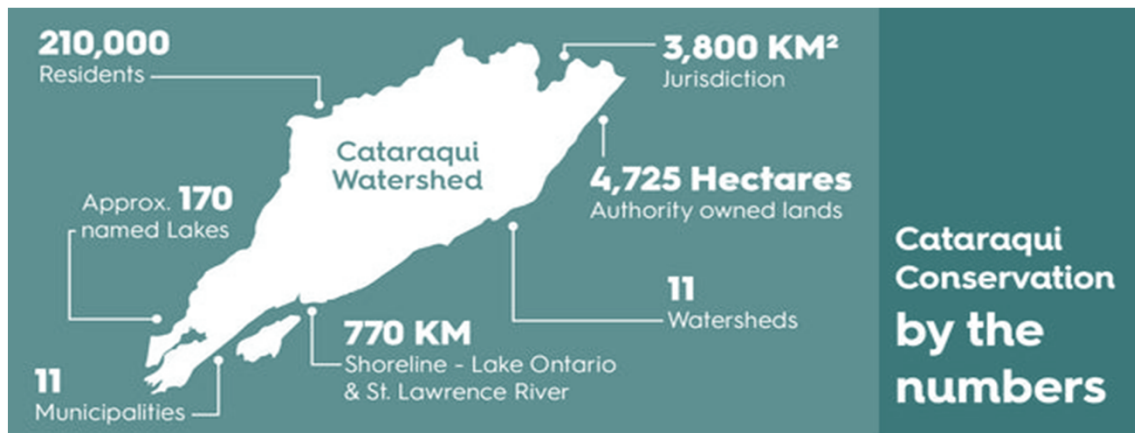 210,000
Residents
3,800 KM²
Jurisdiction
Cataraqui
Watershed
4,725 Hectares
Authority owned lands
Approx. 170
named Lakes
11
Watersheds
770 KM
Shoreline - Lake Ontario
& St. Lawrence River
11
Municipalities
Cataraqui
Conservation
by the
numbers